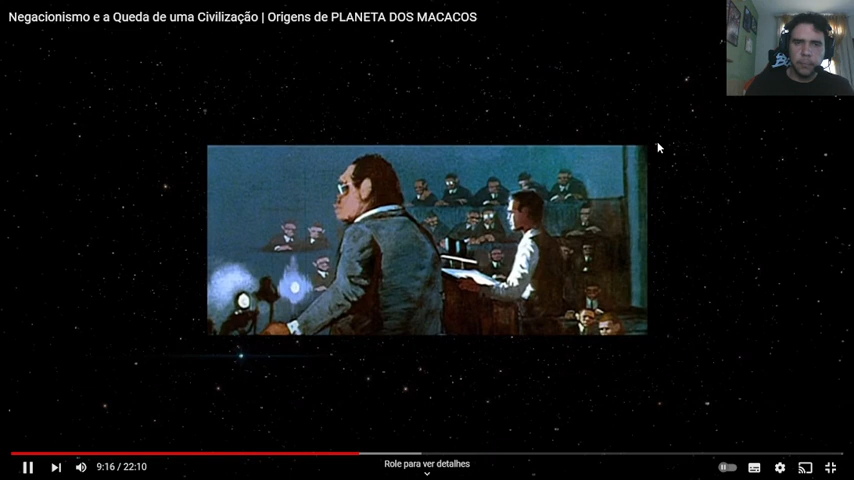 Negacionismo e a Queda de uma Civilização | Origens de PLANETA DOS MACACOS
9:16 / 22:10
Role para ver detalhes